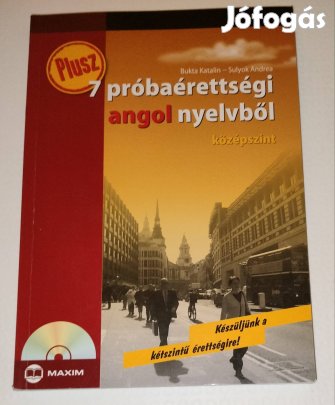 Jófogás
Bukta Katalin – Sulyok Andrea
Plusz
7 próbaérettségi
angol nyelvből
középszint
Készüljünk a
kétszintű érettségire!
MAXIM